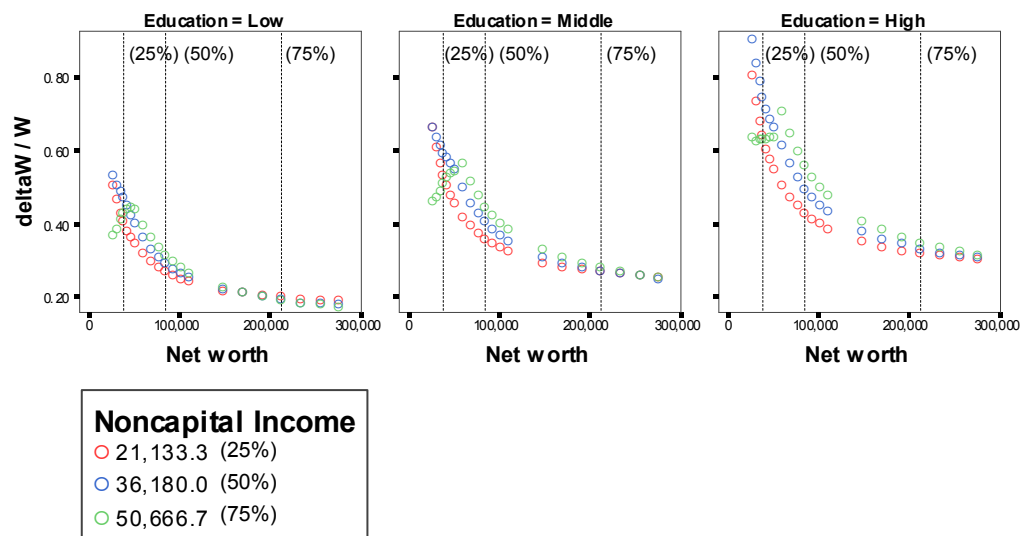 Education = Low
Education = Middle
Education = High
deltaW / W
0.80
0.60
0.40
0.20
(25%) (50%) (75%)
(25%) (50%) (75%)
(25%) (50%) (75%)
0 100,000 200,000 300,000
0 100,000 200,000 300,000
0 100,000 200,000 300,000
Net worth
Net worth
Net worth
Noncapital Income
21,133.3 (25%)
36,180.0 (50%)
50,666.7 (75%)